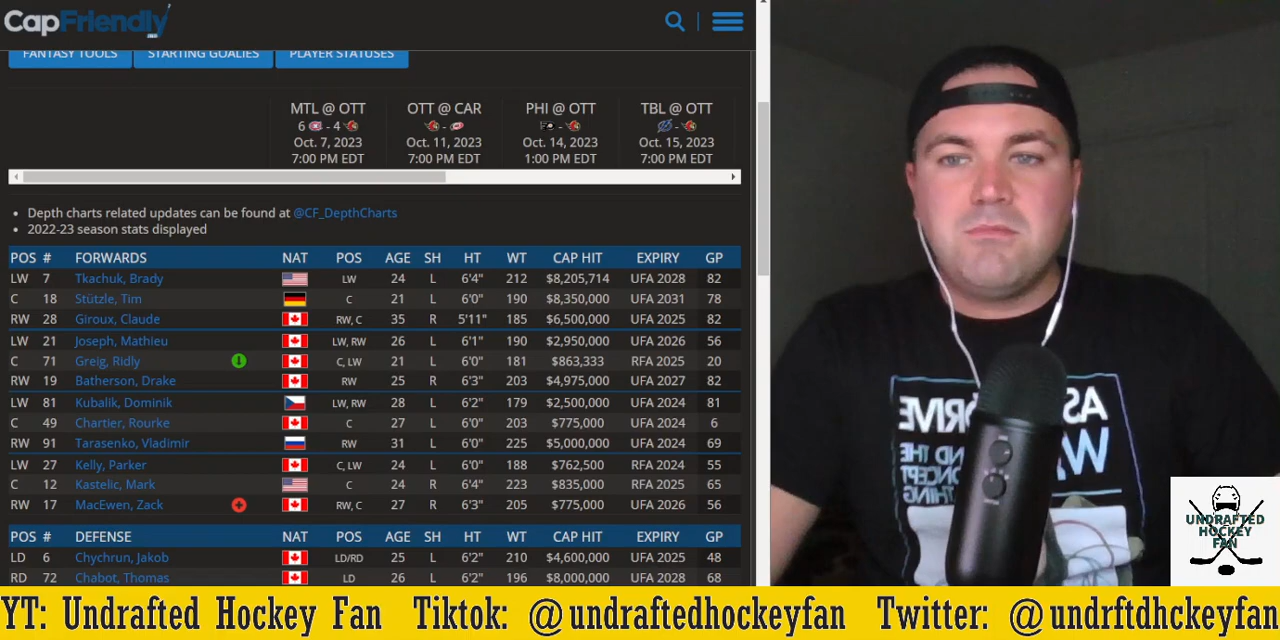 CapFriendly
FANTASY TOOLS STARTING GOALIES PLAYER STATUSES
MTL @ OTT OTT @ CAR PHI @ OTT TBL @ OTT
6 - 4 - - -
Oct. 7, 2023 Oct. 11, 2023 Oct. 14, 2023 Oct. 15, 2023
7:00 PM EDT 7:00 PM EDT 1:00 PM EDT 7:00 PM EDT
• Depth charts related updates can be found at @CF_DepthCharts
• 2022-23 season stats displayed
POS # FORWARDS NAT POS AGE SH HT WT CAP HIT EXPIRY GP
LW 7 Tkachuk, Brady LW 24 L 6'4" 212 $8,205,714 UFA 2028 82
C 18 Stützle, Tim C 21 L 6'0" 190 $8,350,000 UFA 2031 78
RW 28 Giroux, Claude RW, C 35 R 5'11" 185 $6,500,000 UFA 2025 82
LW 21 Joseph, Mathieu LW, RW 26 L 6'1" 190 $2,950,000 UFA 2026 56
C 71 Greig, Ridly C, LW 21 L 6'0" 181 $863,333 RFA 2025 20
RW 19 Batherson, Drake RW 25 R 6'3" 203 $4,975,000 UFA 2027 82
LW 81 Kubalik, Dominik LW, RW 28 L 6'2" 179 $2,500,000 UFA 2024 81
C 49 Chartier, Rourke C 27 L 6'0" 203 $775,000 UFA 2024 6
RW 91 Tarasenko, Vladimir RW 31 L 6'0" 225 $5,000,000 UFA 2024 69
LW 27 Kelly, Parker C, LW 24 L 6'0" 188 $762,500 RFA 2024 55
C 12 Kastelic, Mark C 24 R 6'4" 223 $835,000 RFA 2025 65
RW 17 MacEwen, Zack RW, C 27 R 6'3" 205 $775,000 UFA 2026 56
POS # DEFENSE NAT POS AGE SH HT WT CAP HIT EXPIRY GP
LD 6 Chychrun, Jakob LD/RD 25 L 6'2" 210 $4,600,000 UFA 2025 48
RD 72 Chabot, Thomas LD 26 L 6'2" 196 $8,000,000 UFA 2028 68
UNDRAFTED
HOCKEY
FAN
YT: Undrafted Hockey Fan Tiktok: @undraftedhockeyfan Twitter: @undrftdhckeyfan